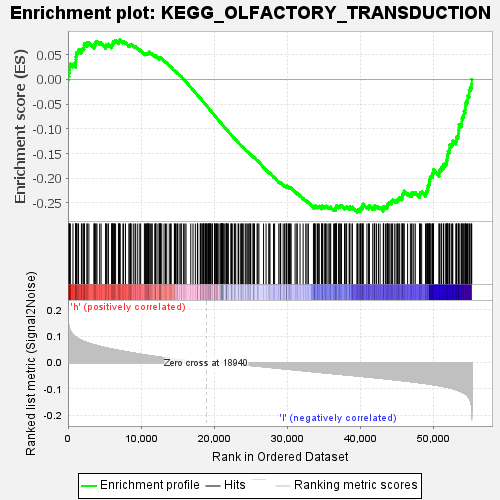 Enrichment plot: KEGG_OLFACTORY_TRANSDUCTION
Enrichment score (ES)
0.05
0.00
-0.05
-0.10
-0.15
-0.20
-0.25
'h' (positively correlated)
Ranked list metric (Signal2Noise)
0.2
0.1
0.0
-0.1
-0.2
Zero cross at 18940
'l' (negatively correlated)
0 10,000 20,000 30,000 40,000 50,000
Rank in Ordered Dataset
Enrichment profile Hits Ranking metric scores